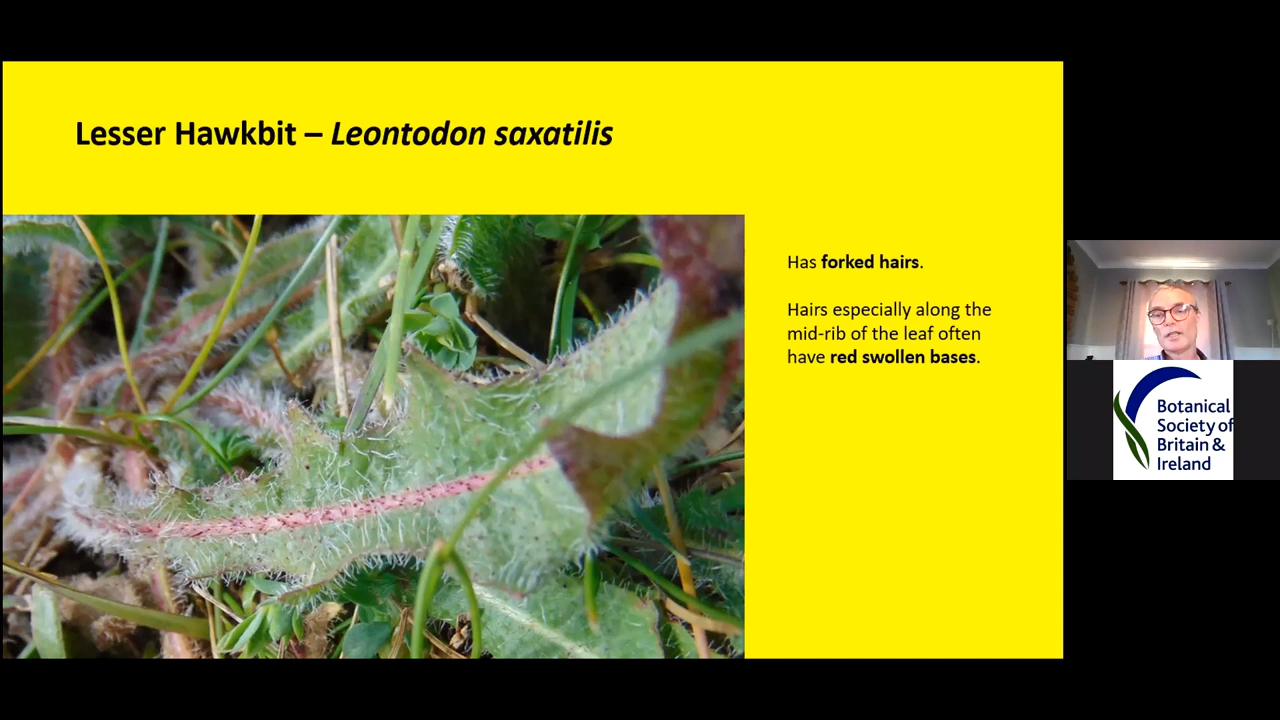 Lesser Hawkbit – Leontodon saxatilis
Has forked hairs.
Hairs especially along the
mid-rib of the leaf often
have red swollen bases.
Botanical
Society of
Britain &
Ireland